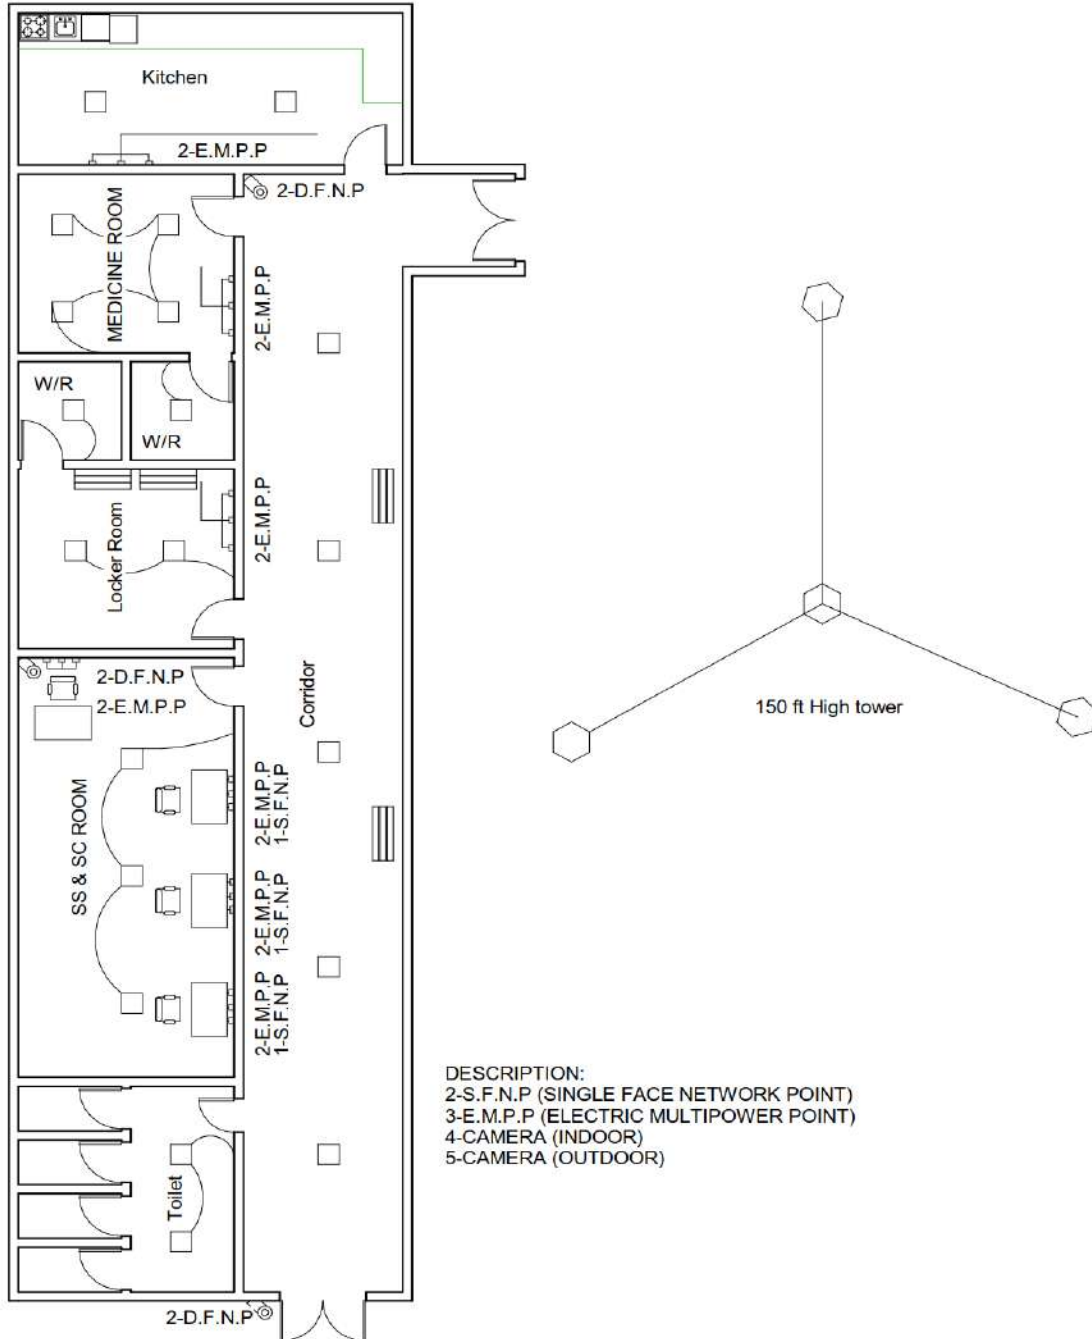 Kitchen
2-E.M.P.P
2-D.F.N.P
MEDICINE ROOM
2-E.M.P.P
W/R
W/R
2-E.M.P.P
Locker Room
2-D.F.N.P
2-E.M.P.P
Corridor
150 ft High tower
SS & SC ROOM
2-E.M.P.P
1-S.F.N.P
2-E.M.P.P
1-S.F.N.P
2-E.M.P.P
1-S.F.N.P
DESCRIPTION:
2-S.F.N.P (SINGLE FACE NETWORK POINT)
3-E.M.P.P (ELECTRIC MULTIPOWER POINT)
4-CAMERA (INDOOR)
5-CAMERA (OUTDOOR)
Toilet
2-D.F.N.P